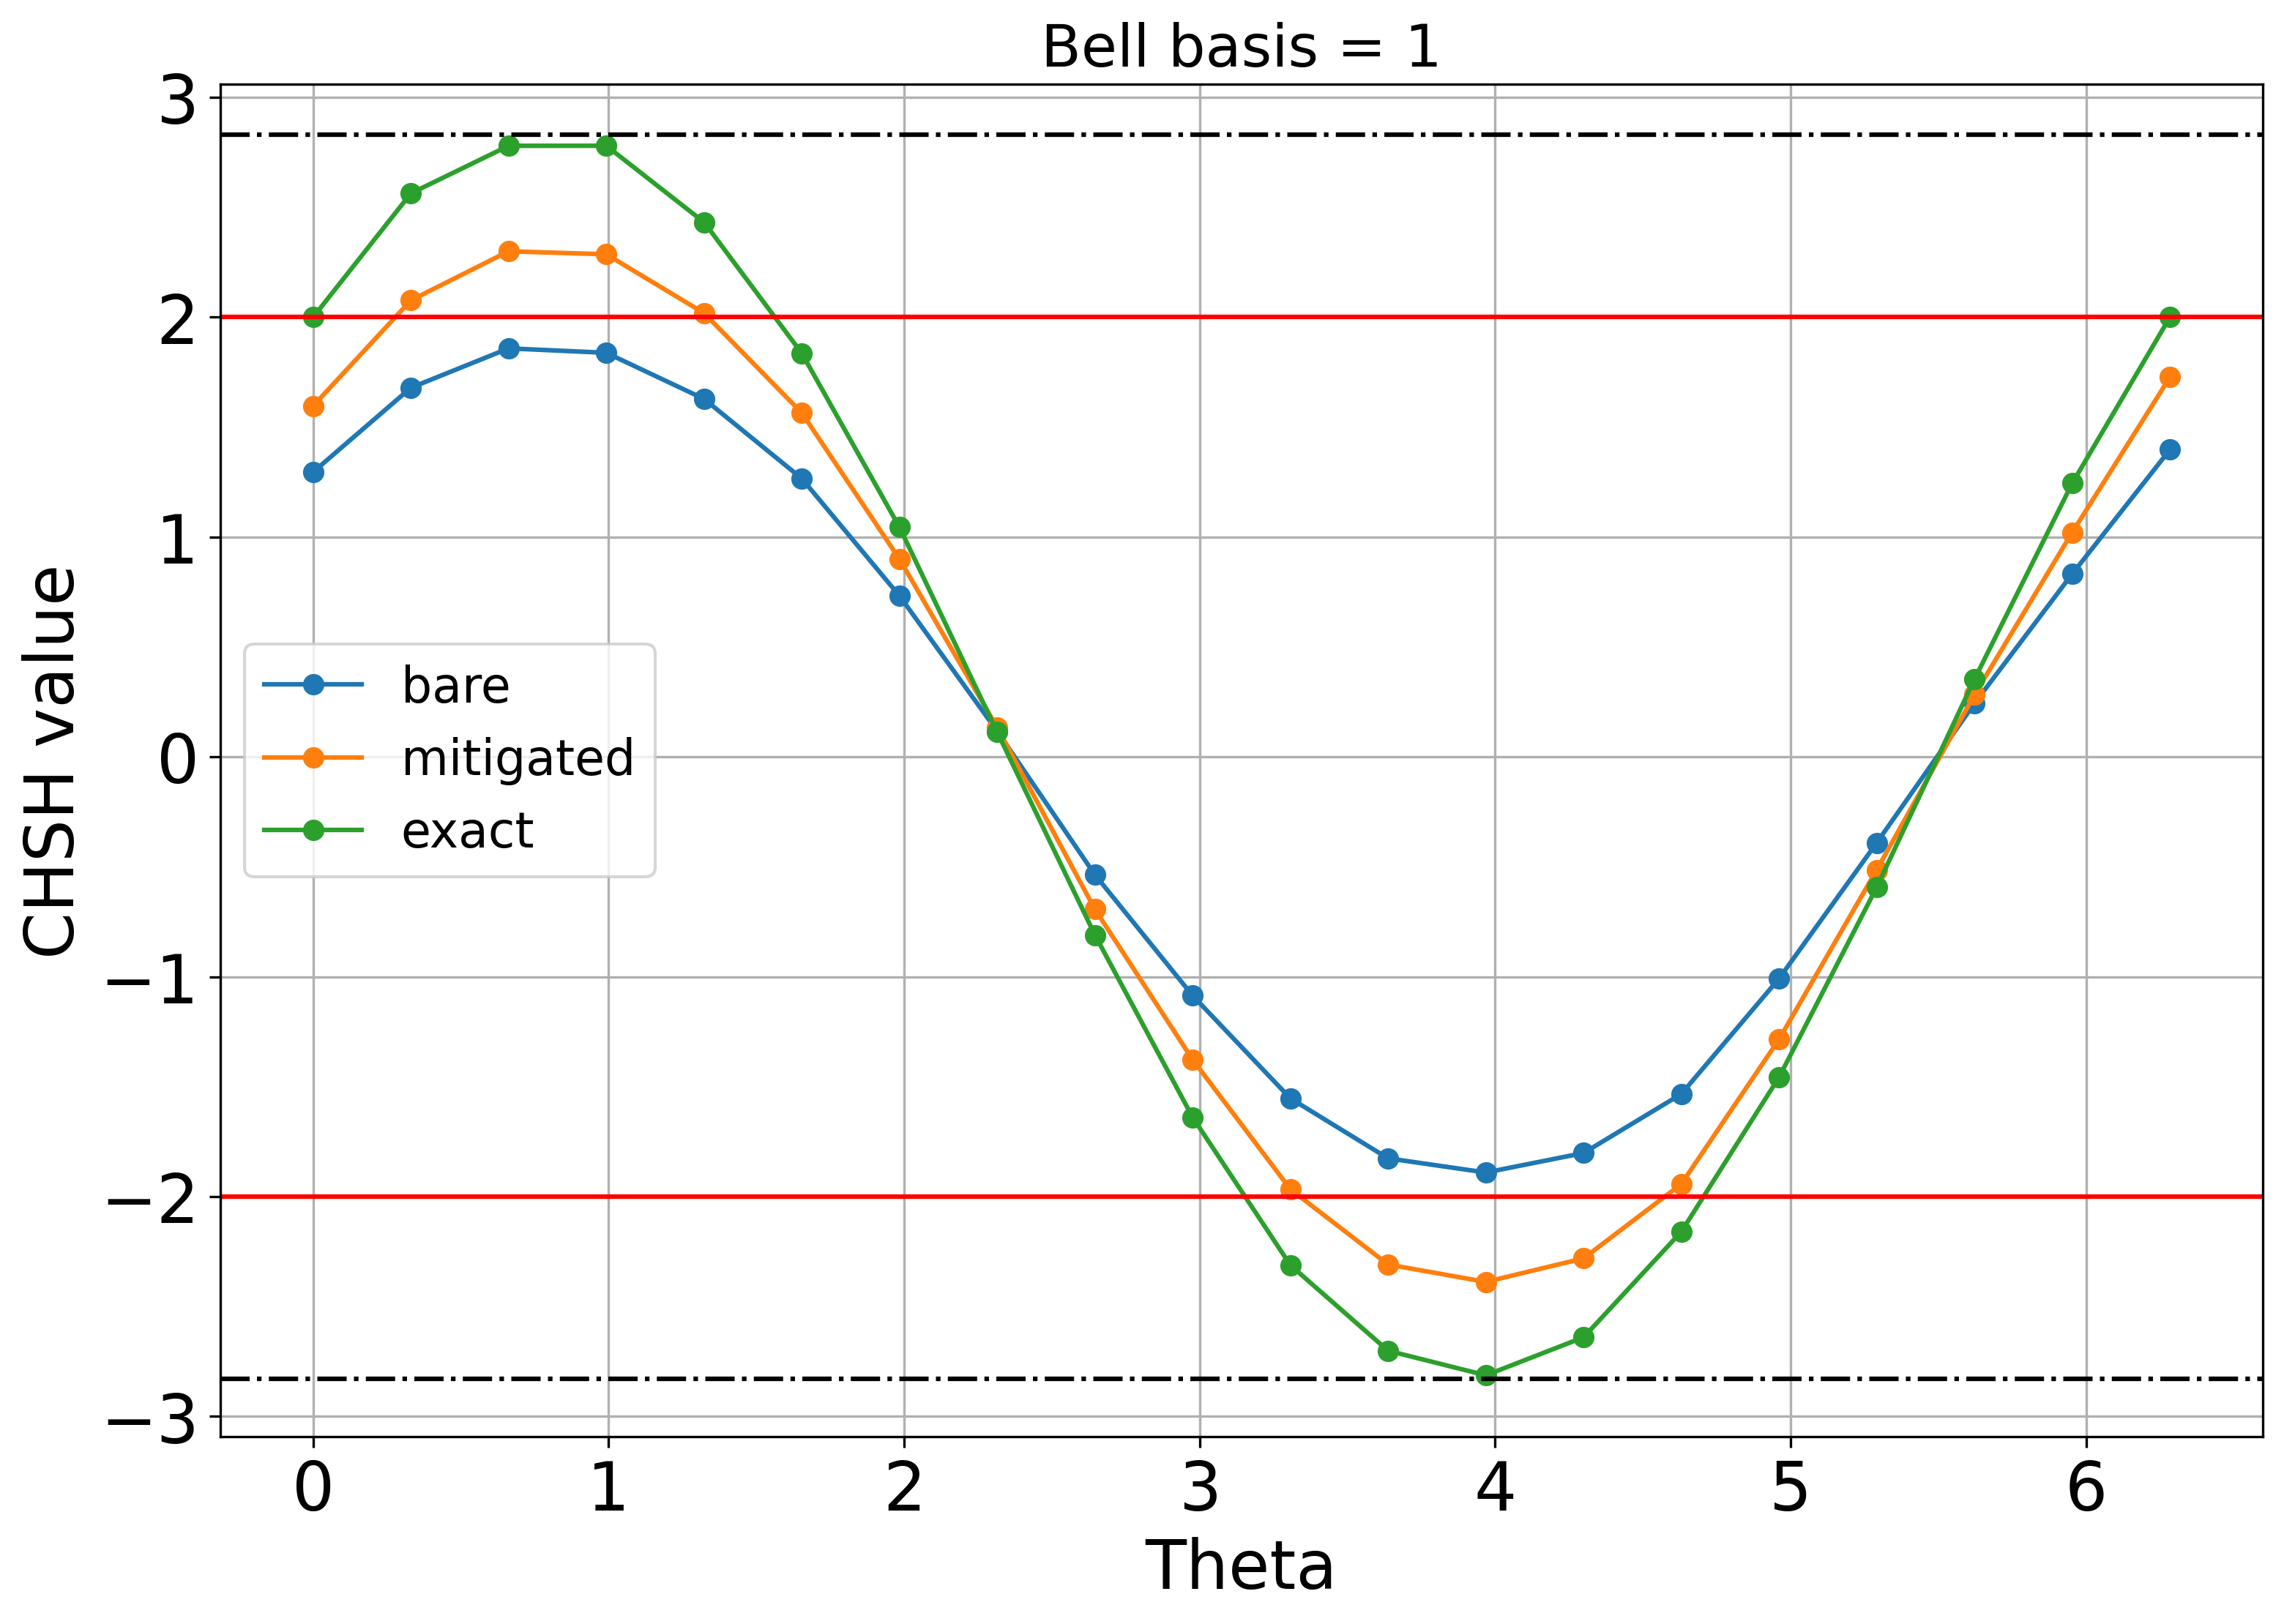 Bell basis = 1
3
2
1
0
−1
−2
−3
CHSH value
bare
mitigated
exact
0 1 2 3 4 5 6
Theta